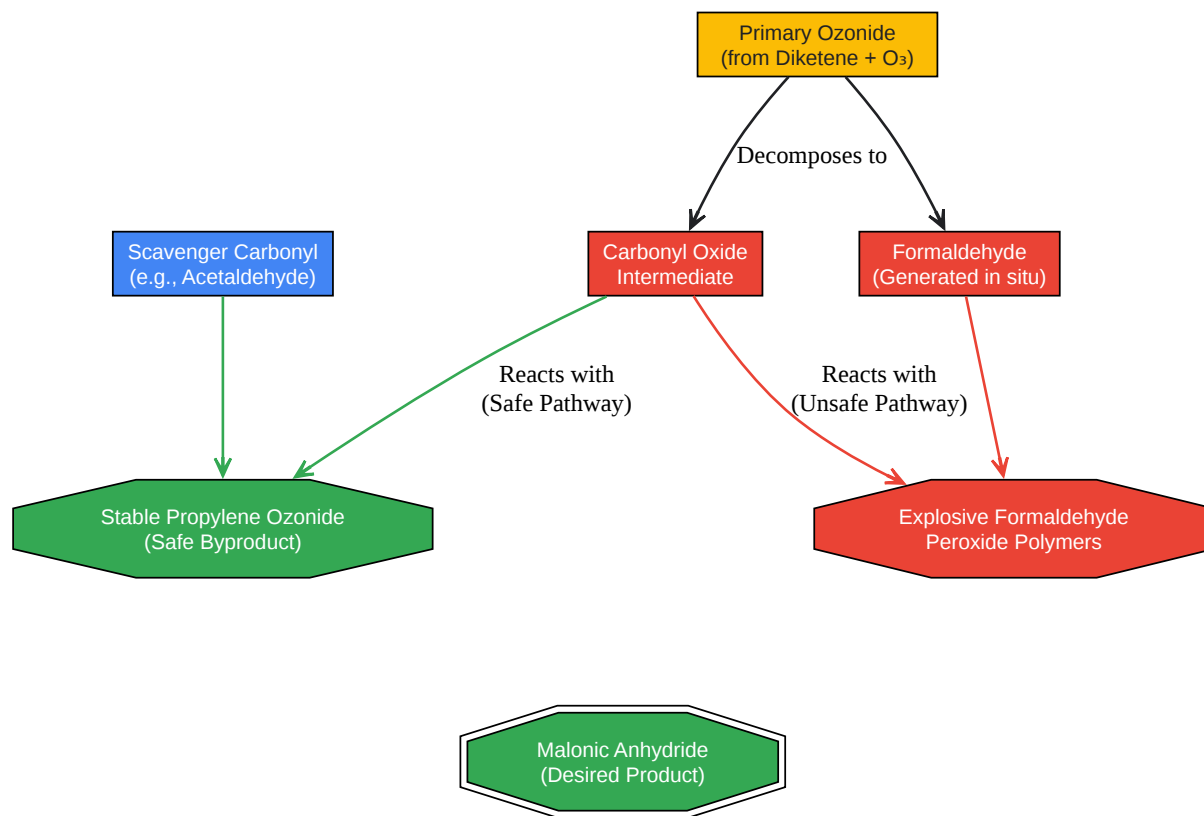 Primary Ozonide
(from Diketene + O₃)
Decomposes to
Scavenger Carbonyl
(e.g., Acetaldehyde)
Carbonyl Oxide
Intermediate
Formaldehyde
(Generated in situ)
Reacts with
(Safe Pathway)
Reacts with
(Unsafe Pathway)
Stable Propylene Ozonide
(Safe Byproduct)
Explosive Formaldehyde
Peroxide Polymers
Malonic Anhydride
(Desired Product)